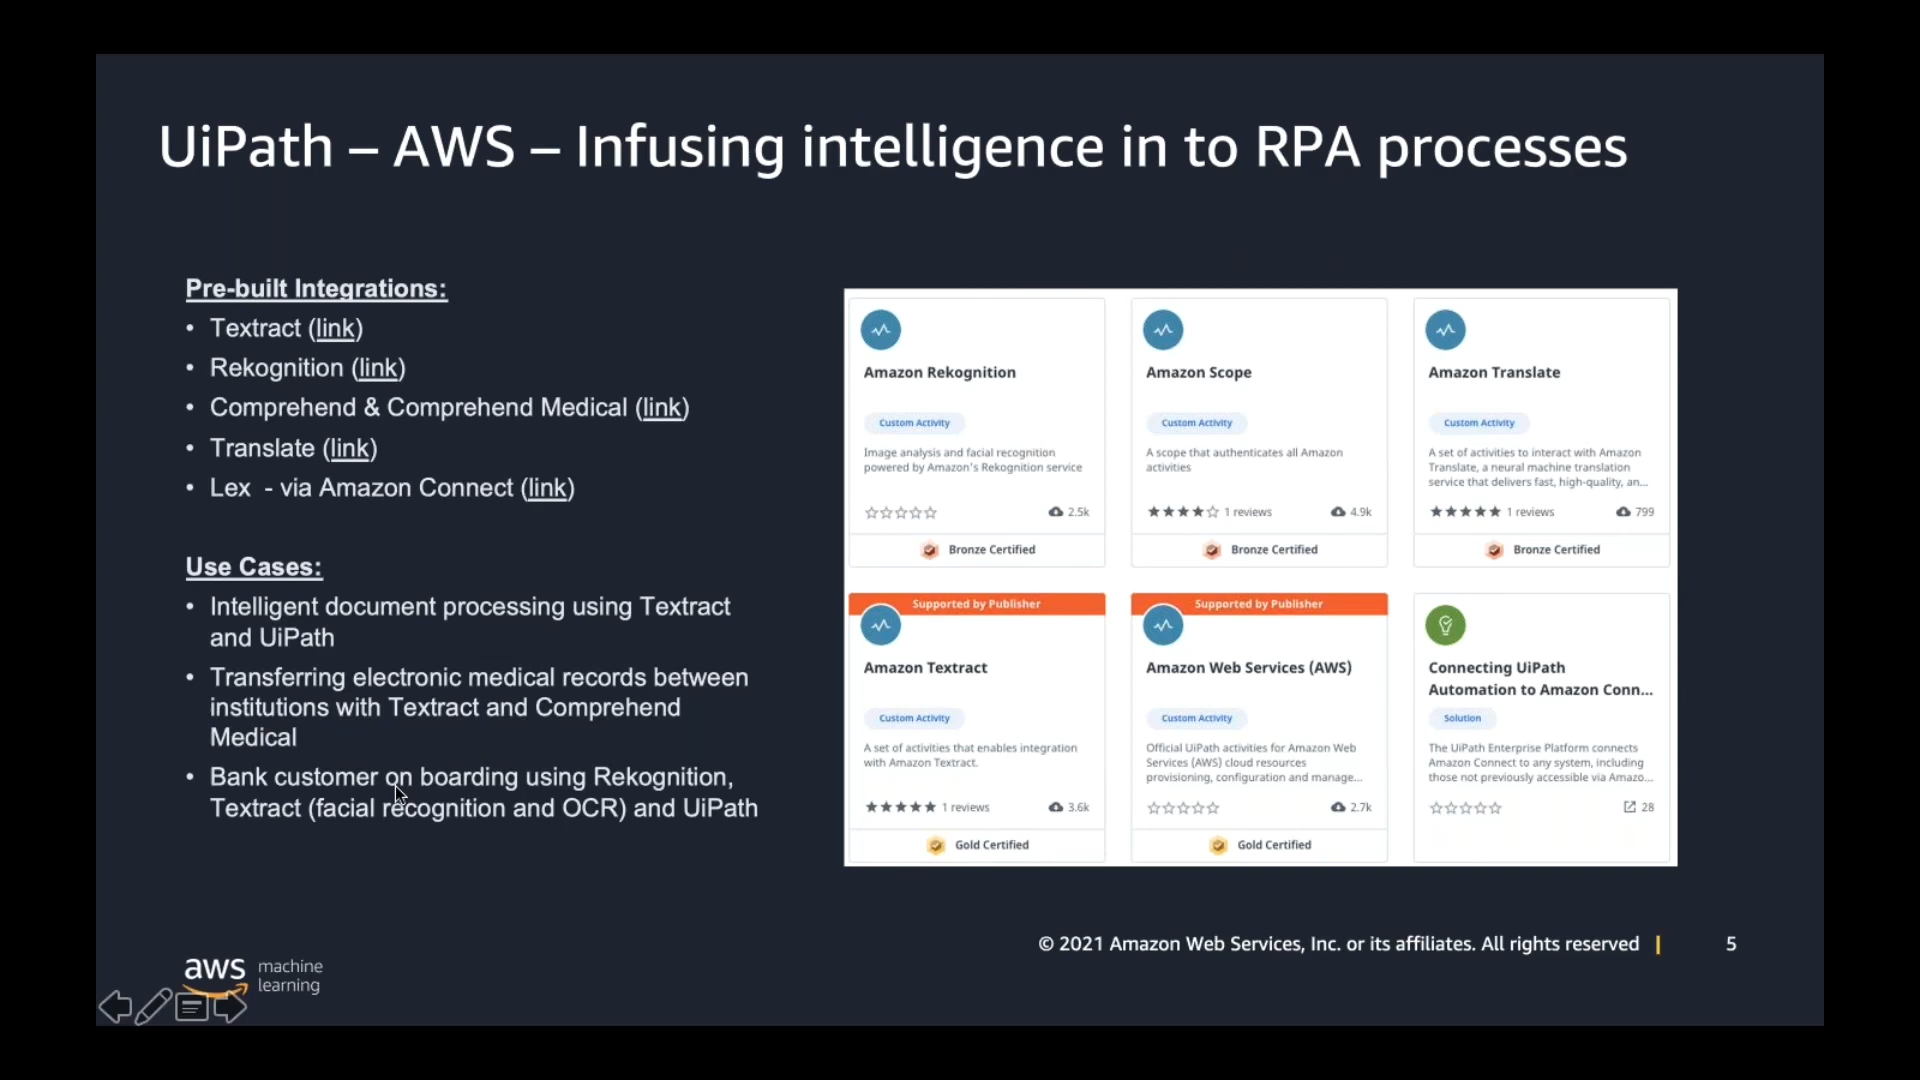 UiPath – AWS – Infusing intelligence in to RPA processes
Pre-built Integrations:
• Textract (link)
• Rekognition (link)
• Comprehend & Comprehend Medical (link)
• Translate (link)
• Lex - via Amazon Connect (link)
Use Cases:
• Intelligent document processing using Textract
and UiPath
• Transferring electronic medical records between
institutions with Textract and Comprehend
Medical
• Bank customer on boarding using Rekognition,
Textract (facial recognition and OCR) and UiPath
Amazon Rekognition
Custom Activity
Image analysis and facial recognition
powered by Amazon's Rekognition service
2.5k
Bronze Certified
Amazon Scope
Custom Activity
A scope that authenticates all Amazon
activities
1 reviews
4.9k
Bronze Certified
Amazon Translate
Custom Activity
A set of activities to interact with Amazon
Translate, a neural machine translation
service that delivers fast, high-quality, an...
1 reviews
799
Bronze Certified
Supported by Publisher
Amazon Textract
Custom Activity
A set of activities that enables integration
with Amazon Textract.
1 reviews
3.6k
Gold Certified
Supported by Publisher
Amazon Web Services (AWS)
Custom Activity
Official UiPath activities for Amazon Web
Services (AWS) cloud resources
provisioning, configuration and manage...
2.7k
Gold Certified
Connecting UiPath
Automation to Amazon Conn...
Solution
The UiPath Enterprise Platform connects
Amazon Connect to any system, including
those not previously accessible via Amazo...
28
© 2021 Amazon Web Services, Inc. or its affiliates. All rights reserved |
5
aws machine
learning